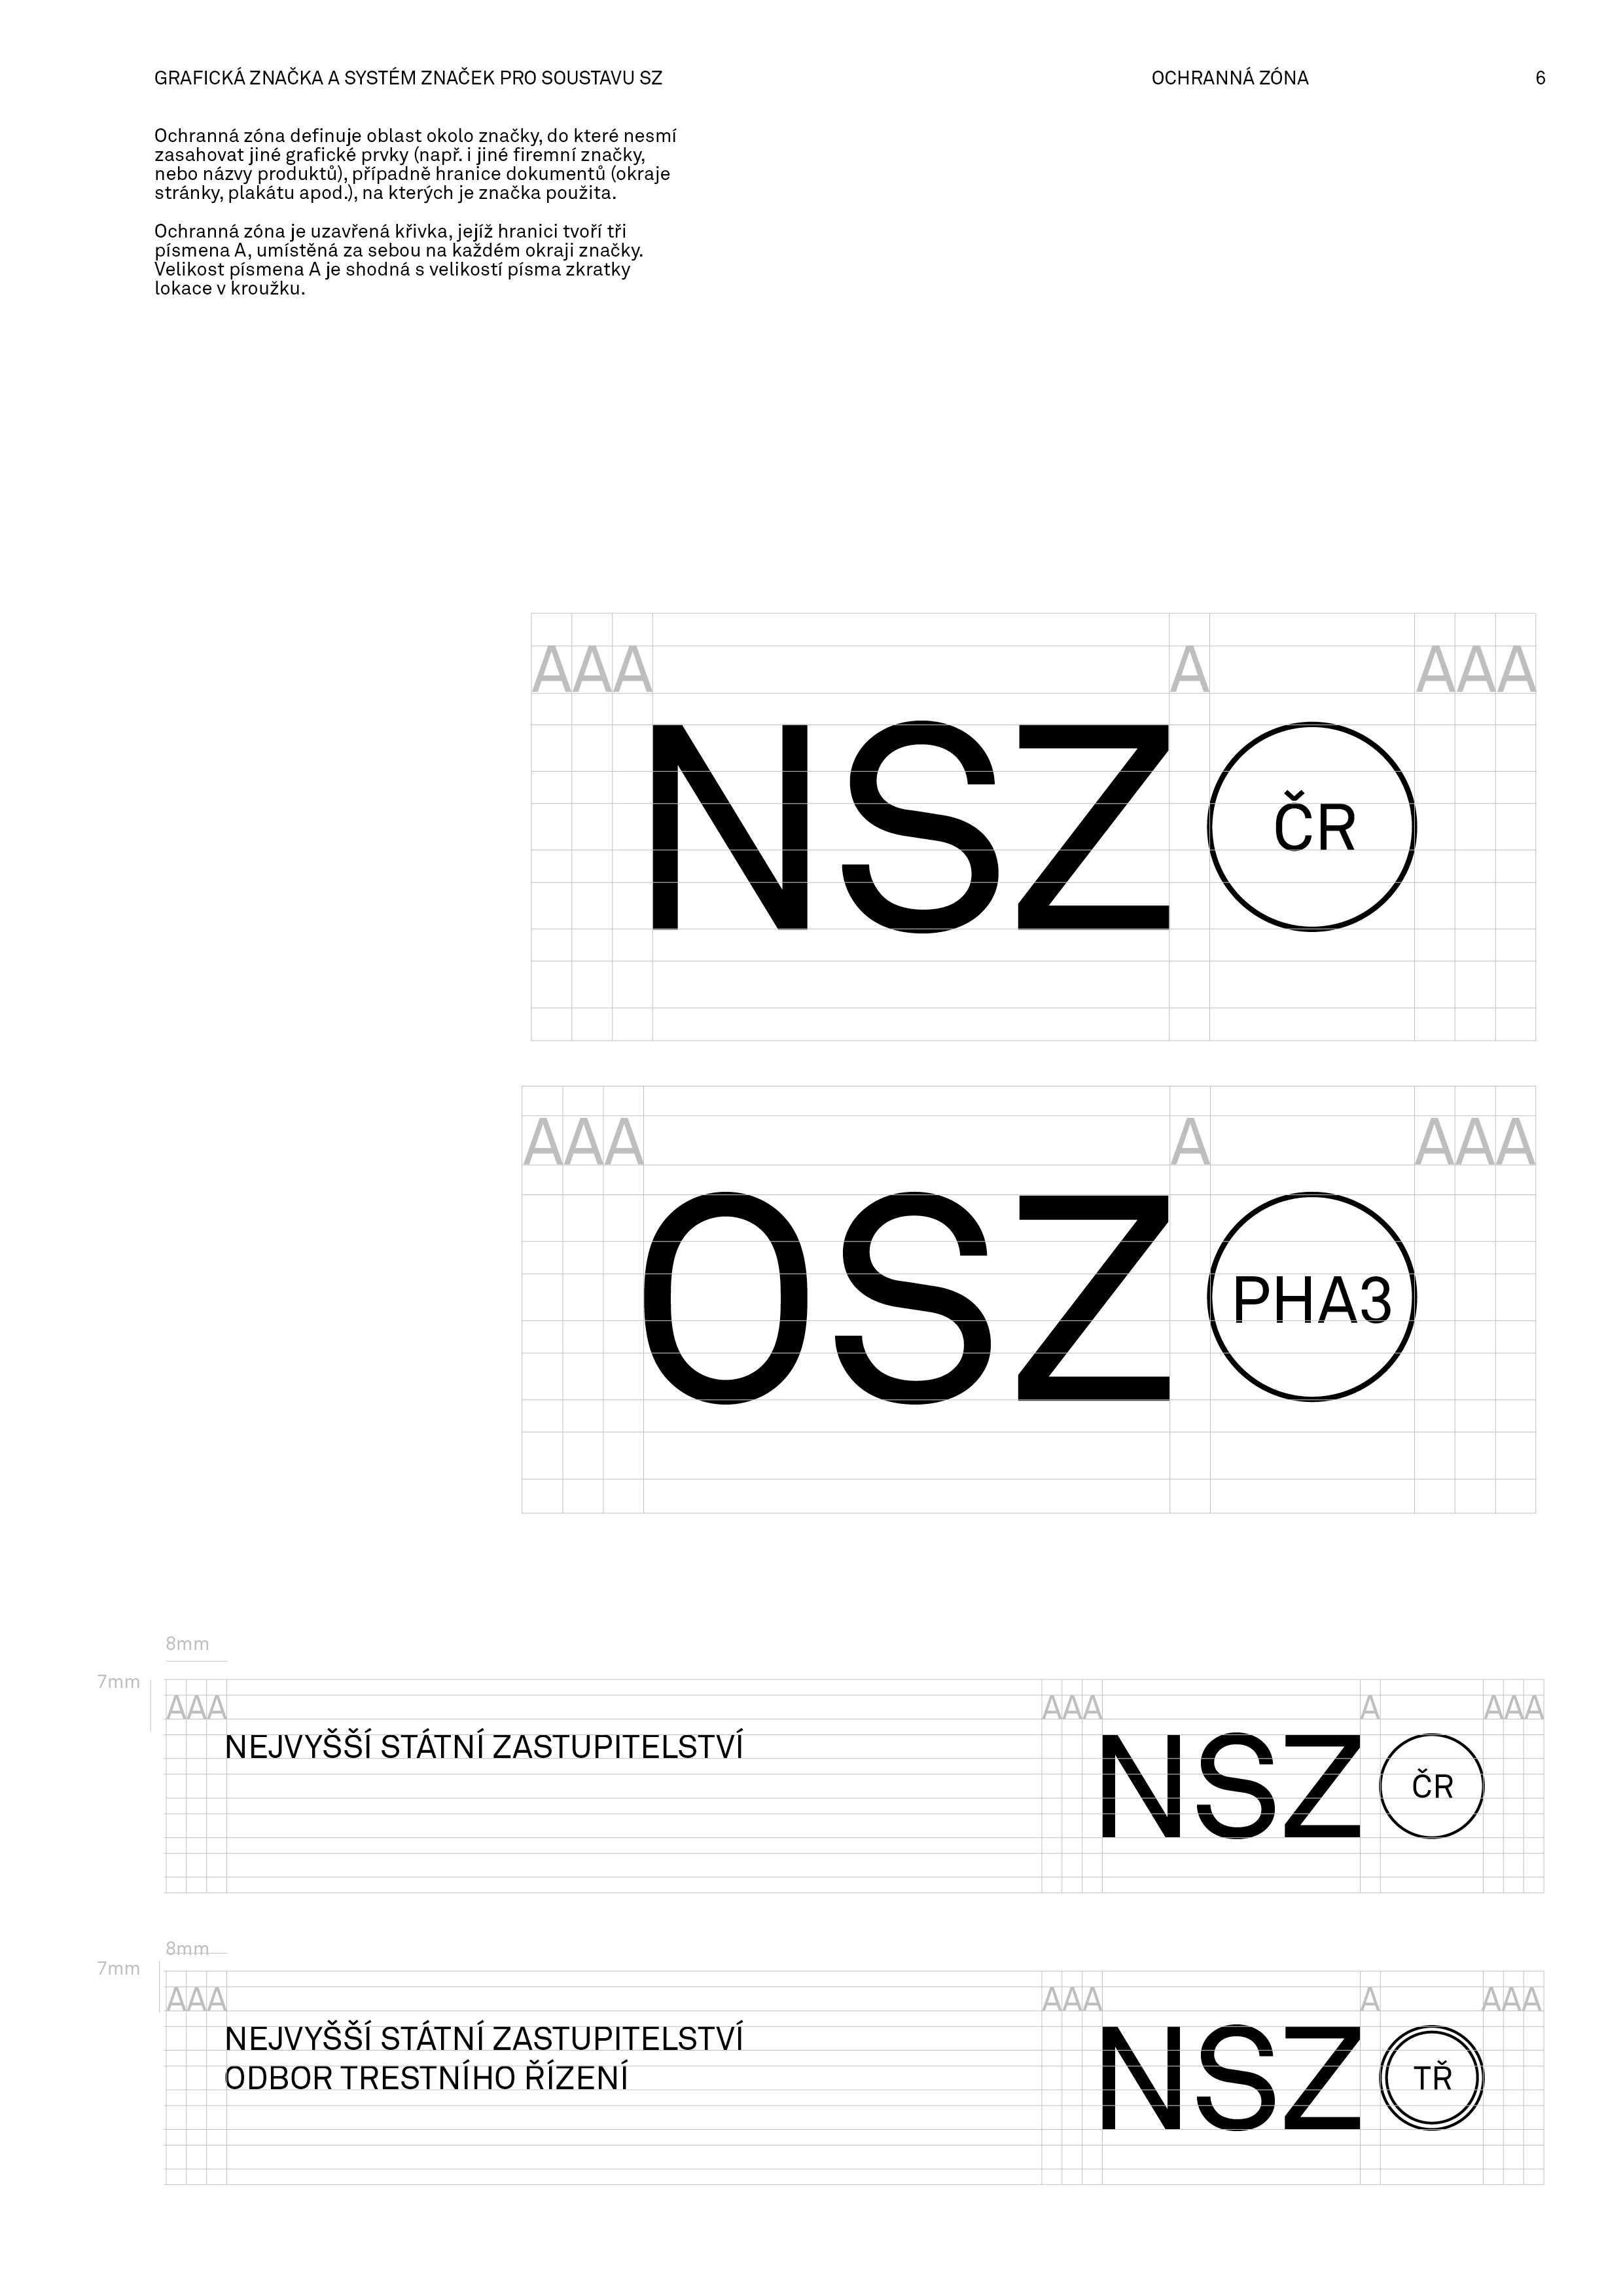 GRAFICKÁ ZNAČKA A SYSTÉM ZNAČEK PRO SOUSTAVU SZ
OCHRANNÁ ZÓNA
6
Ochranná zóna definuje oblast okolo značky, do které nesmí
zasahovat jiné grafické prvky (např. i jiné firemní značky,
nebo názvy produktů), případně hranice dokumentů (okraje
stránky, plakátu apod.), na kterých je značka použita.
Ochranná zóna je uzavřená křivka, jejíž hranici tvoří tři
písmena A, umístěná za sebou na každém okraji značky.
Velikost písmena A je shodná s velikostí písma zkratky
lokace v kroužku.
AAA A AAA
NSZ ČR
AAA A AAA
OSZ PHA3
8mm
7mm
AAA AAA A AAA
NEJVYŠŠÍ STÁTNÍ ZASTUPITELSTVÍ
NSZ ČR
8mm
7mm
AAA AAA A AAA
NEJVYŠŠÍ STÁTNÍ ZASTUPITELSTVÍ
ODBOR TRESTNÍHO ŘÍZENÍ
NSZ TŘ